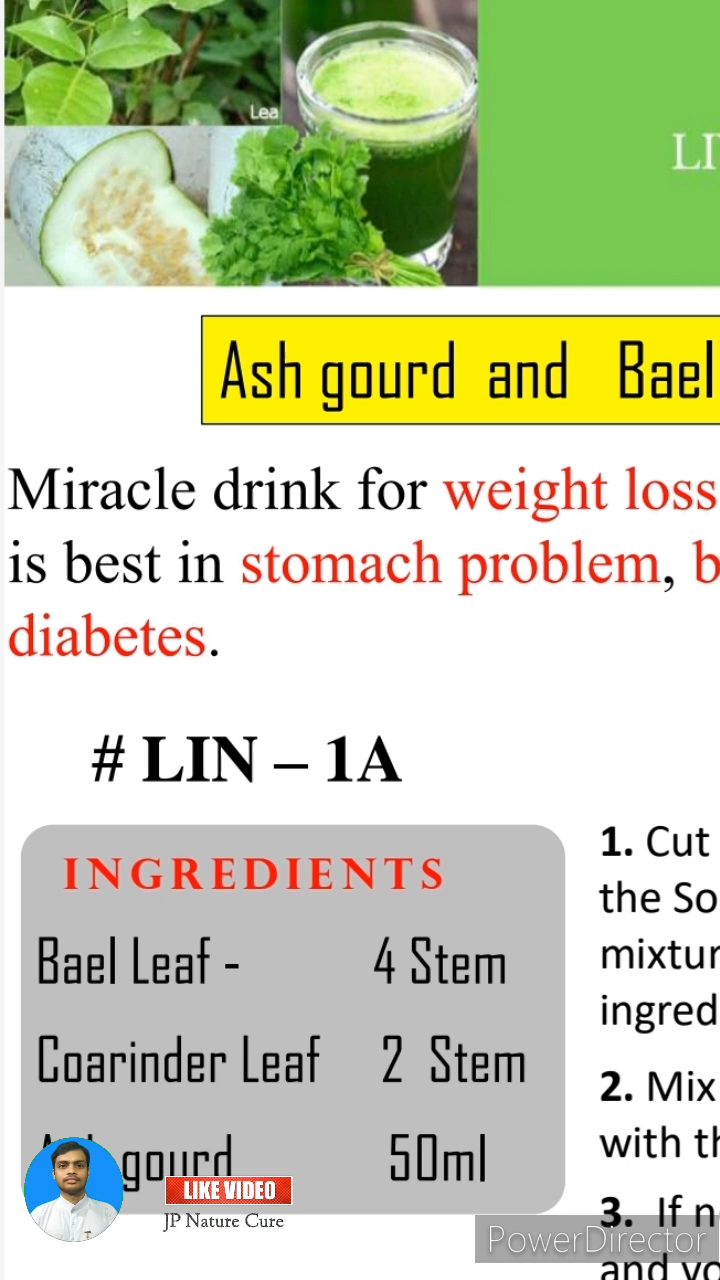 Lea
LI
Ash gourd and Bael
Miracle drink for weight loss
is best in stomach problem, b
diabetes.
# LIN – 1A
INGREDIENTS
Bael Leaf - 4 Stem
Coarinder Leaf 2 Stem
gourd 50ml
1. Cut
the So
mixtur
ingred
2. Mix
with th
3. If n
and yo
LIKE VIDEO
JP Nature Cure
PowerDirector